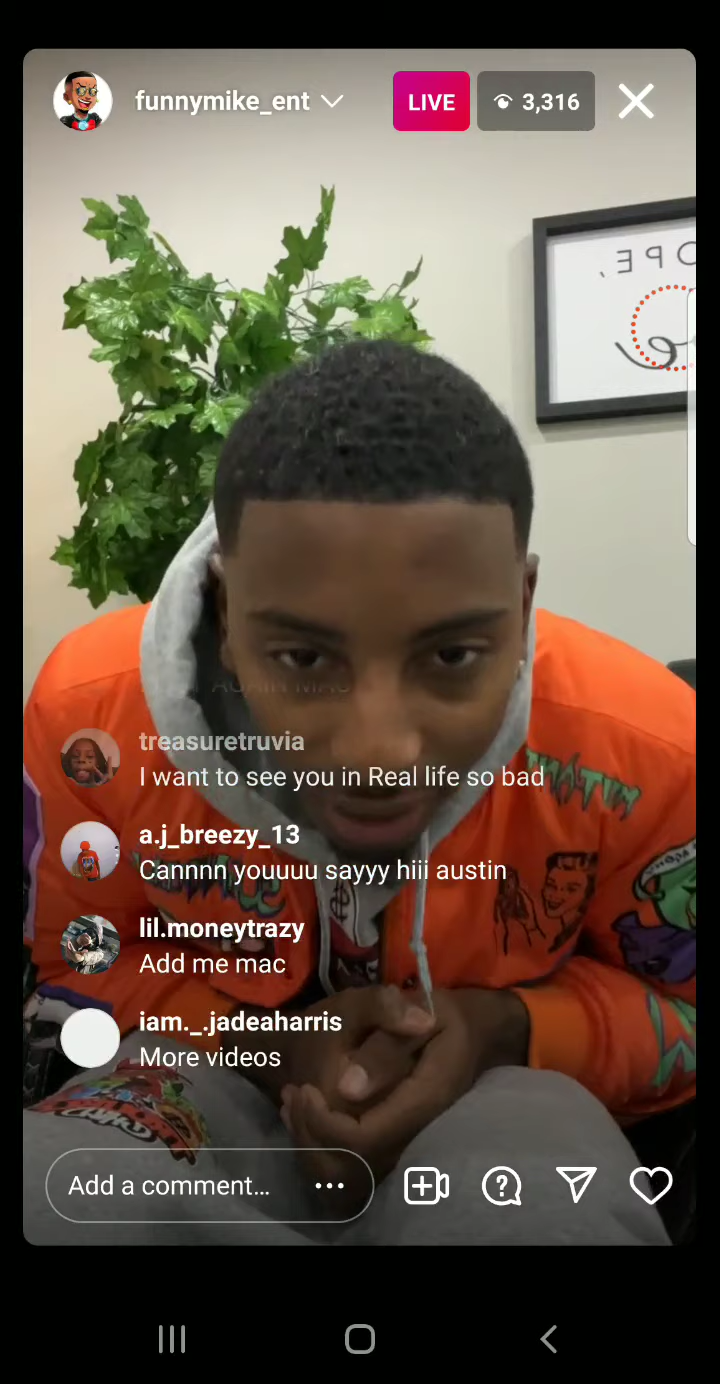 funnymike_ent
LIVE
3,316
treasuretruvia
I want to see you in Real life so bad
a.j_breezy_13
Cannnn youuuu sayyy hiii austin
lil.moneytrazy
Add me mac
iam._.jadeaharris
More videos
Add a comment...